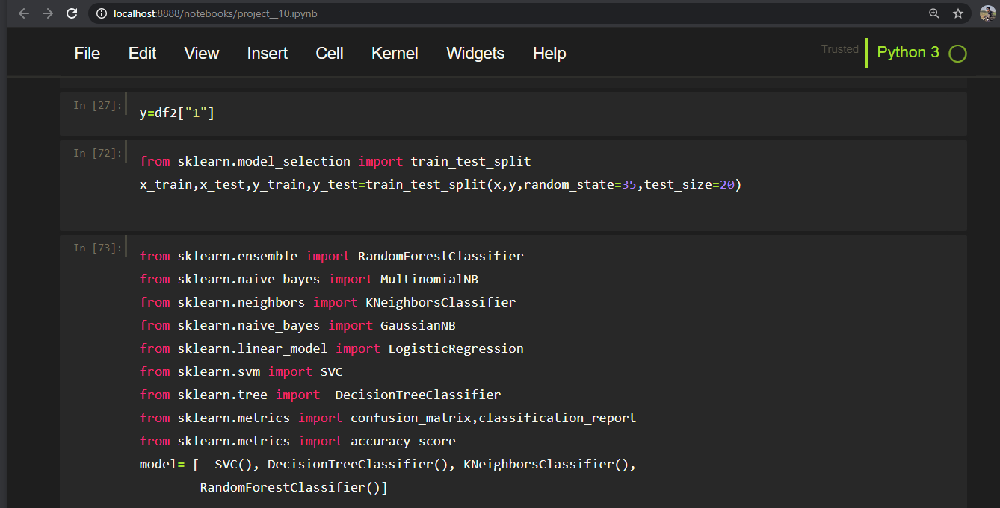 localhost:8888/notebooks/project__10.ipynb
File Edit View Insert Cell Kernel Widgets Help Trusted Python 3
In [27]:
y=df2["1"]
In [72]:
from sklearn.model_selection import train_test_split
x_train,x_test,y_train,y_test=train_test_split(x,y,random_state=35,test_size=20)
In [73]:
from sklearn.ensemble import RandomForestClassifier
from sklearn.naive_bayes import MultinomialNB
from sklearn.neighbors import KNeighborsClassifier
from sklearn.naive_bayes import GaussianNB
from sklearn.linear_model import LogisticRegression
from sklearn.svm import SVC
from sklearn.tree import  DecisionTreeClassifier
from sklearn.metrics import confusion_matrix,classification_report
from sklearn.metrics import accuracy_score
model= [  SVC(), DecisionTreeClassifier(), KNeighborsClassifier(),
        RandomForestClassifier()]